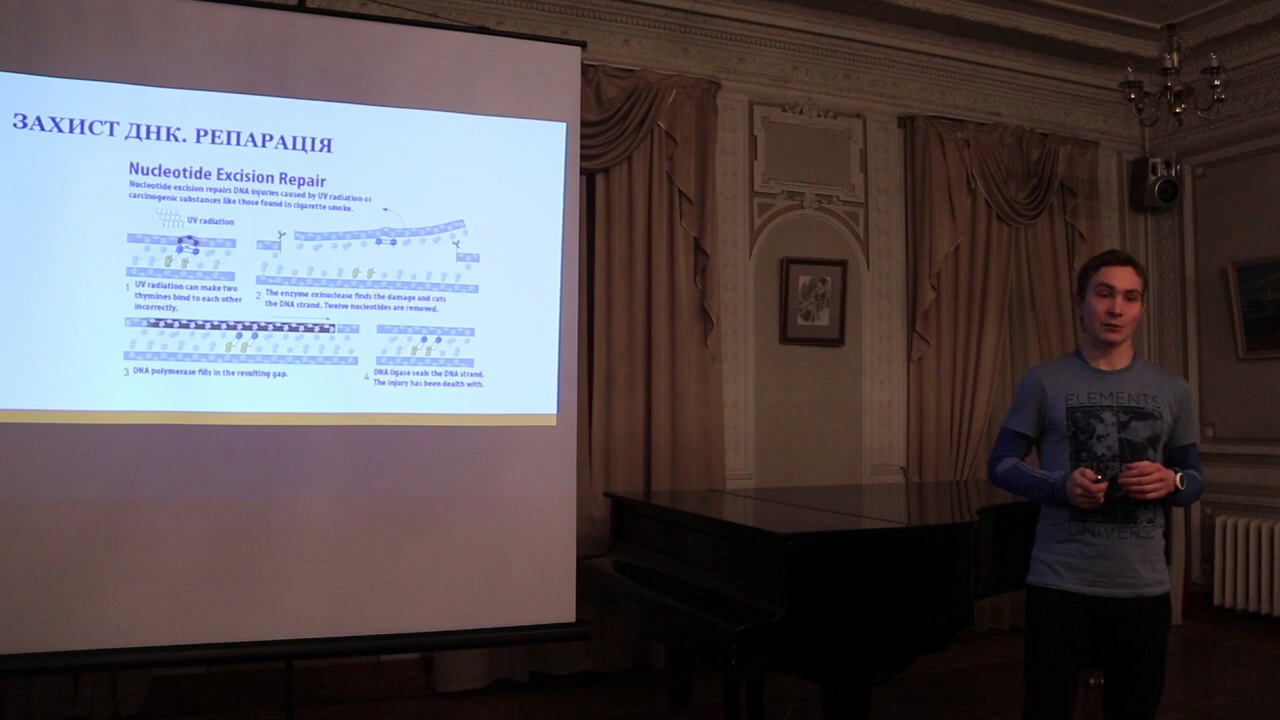 ЗАХИСТ ДНК. РЕПАРАЦІЯ
Nucleotide Excision Repair
Nucleotide excision repairs DNA injuries caused by UV radiation or
carcinogenic substances like those found in cigarette smoke.
UV radiation
1 UV radiation can make two
thymines bind to each other
incorrectly.
2 The enzyme exinuclease finds the damage and cuts
the DNA strand. Twelve nucleotides are removed.
3 DNA polymerase fills in the resulting gap.
4 DNA ligase seals the DNA strand.
The injury has been dealth with.
ELEMENTS
UNIVERSE